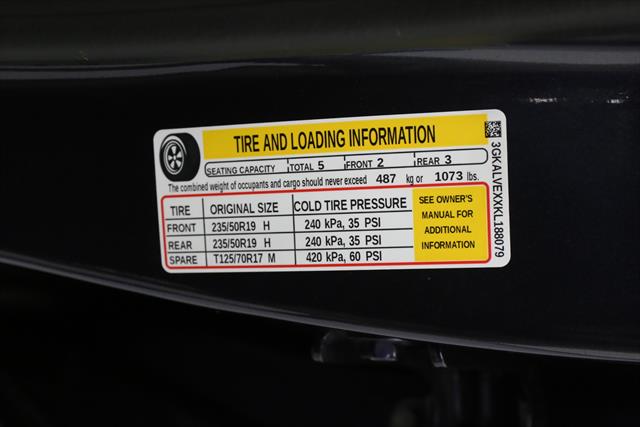 TIRE AND LOADING INFORMATION
SEATING CAPACITY TOTAL 5 FRONT 2 REAR 3
The combined weight of occupants and cargo should never exceed 487 kg or 1073 lbs.
TIRE ORIGINAL SIZE COLD TIRE PRESSURE
FRONT 235/50R19 H 240 kPa, 35 PSI
REAR 235/50R19 H 240 kPa, 35 PSI
SPARE T125/70R17 M 420 kPa, 60 PSI
SEE OWNER'S
MANUAL FOR
ADDITIONAL
INFORMATION
3GKALVEXXKL188079